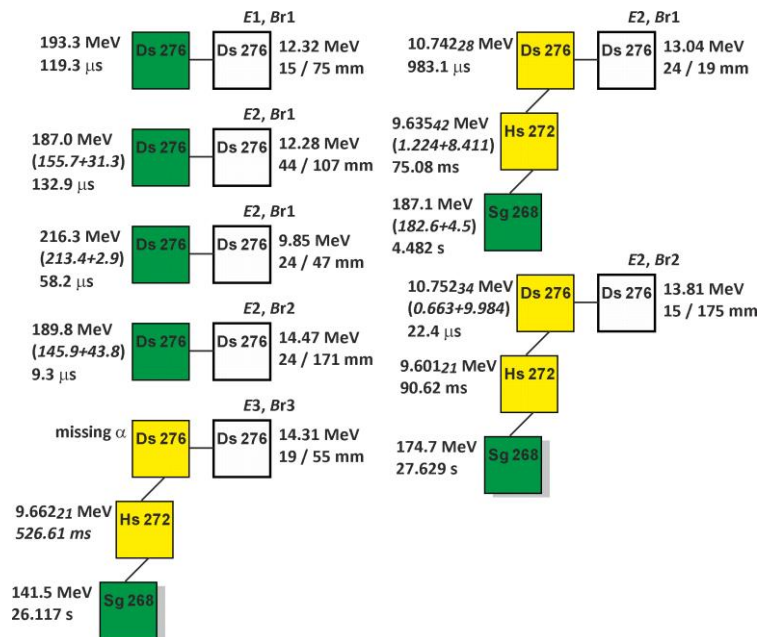 E1, Br1
193.3 MeV
119.3 μs
Ds 276
Ds 276
12.32 MeV
15 / 75 mm
E2, Br1
187.0 MeV
(155.7+31.3)
132.9 μs
Ds 276
Ds 276
12.28 MeV
44 / 107 mm
E2, Br1
216.3 MeV
(213.4+2.9)
58.2 μs
Ds 276
Ds 276
9.85 MeV
24 / 47 mm
E2, Br2
189.8 MeV
(145.9+43.8)
9.3 μs
Ds 276
Ds 276
14.47 MeV
24 / 171 mm
E3, Br3
missing α
Ds 276
Ds 276
14.31 MeV
19 / 55 mm
9.66221 MeV
526.61 ms
Hs 272
141.5 MeV
26.117 s
Sg 268
E2, Br1
10.74228 MeV
983.1 μs
Ds 276
Ds 276
13.04 MeV
24 / 19 mm
9.63542 MeV
(1.224+8.411)
75.08 ms
Hs 272
187.1 MeV
(182.6+4.5)
4.482 s
Sg 268
E2, Br2
10.75234 MeV
(0.663+9.984)
22.4 μs
Ds 276
Ds 276
13.81 MeV
15 / 175 mm
9.60121 MeV
90.62 ms
Hs 272
174.7 MeV
27.629 s
Sg 268